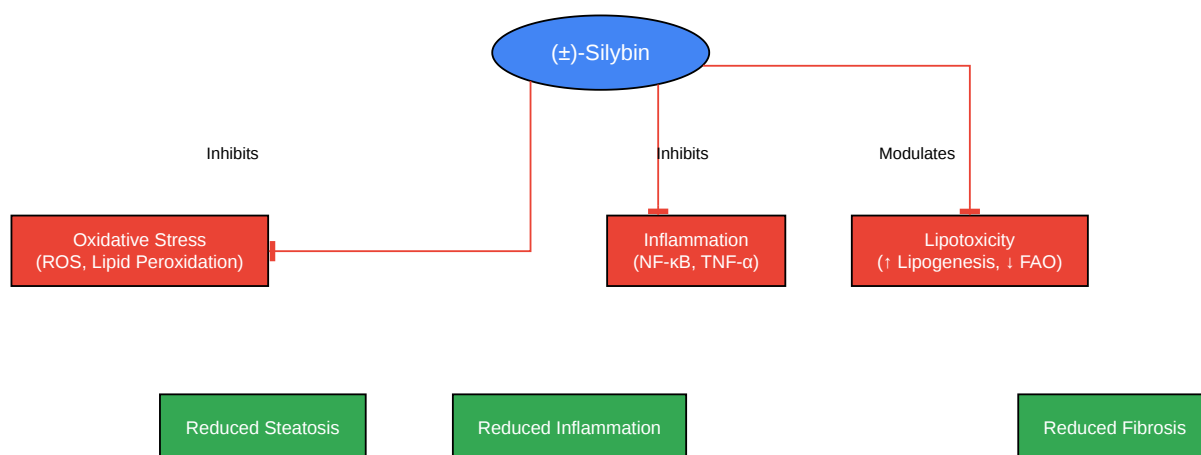 (±)-Silybin
Inhibits
Inhibits
Modulates
Oxidative Stress
(ROS, Lipid Peroxidation)
Inflammation
(NF-κB, TNF-α)
Lipotoxicity
(↑ Lipogenesis, ↓ FAO)
Reduced Steatosis
Reduced Inflammation
Reduced Fibrosis